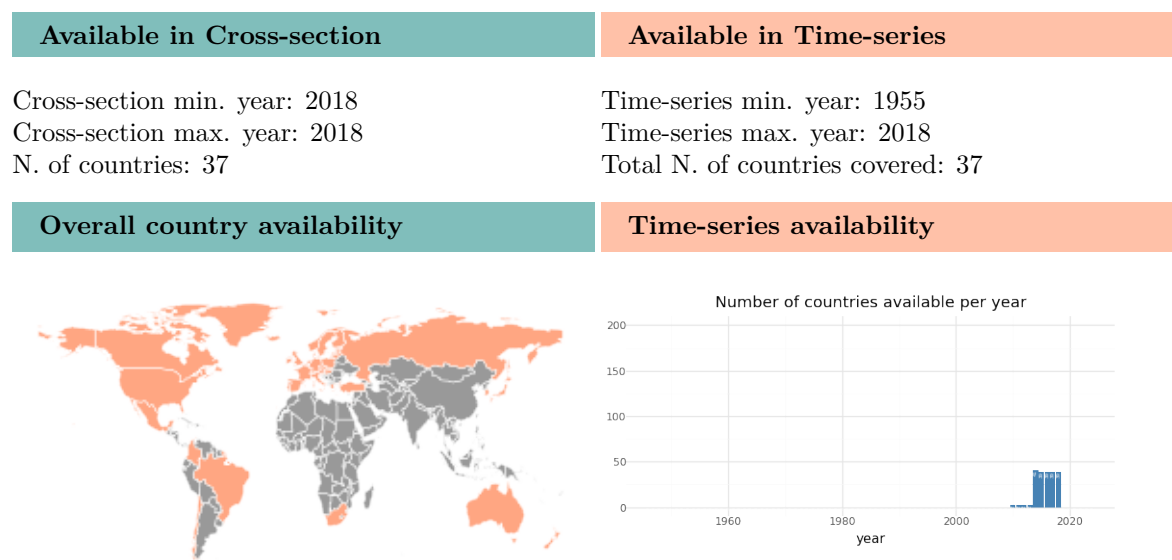 Available in Cross-section
Available in Time-series
Cross-section min. year: 2018
Cross-section max. year: 2018
N. of countries: 37
Time-series min. year: 1955
Time-series max. year: 2018
Total N. of countries covered: 37
Overall country availability
Time-series availability
Number of countries available per year
200
150
100
50
0
1960
1980
2000
2020
year